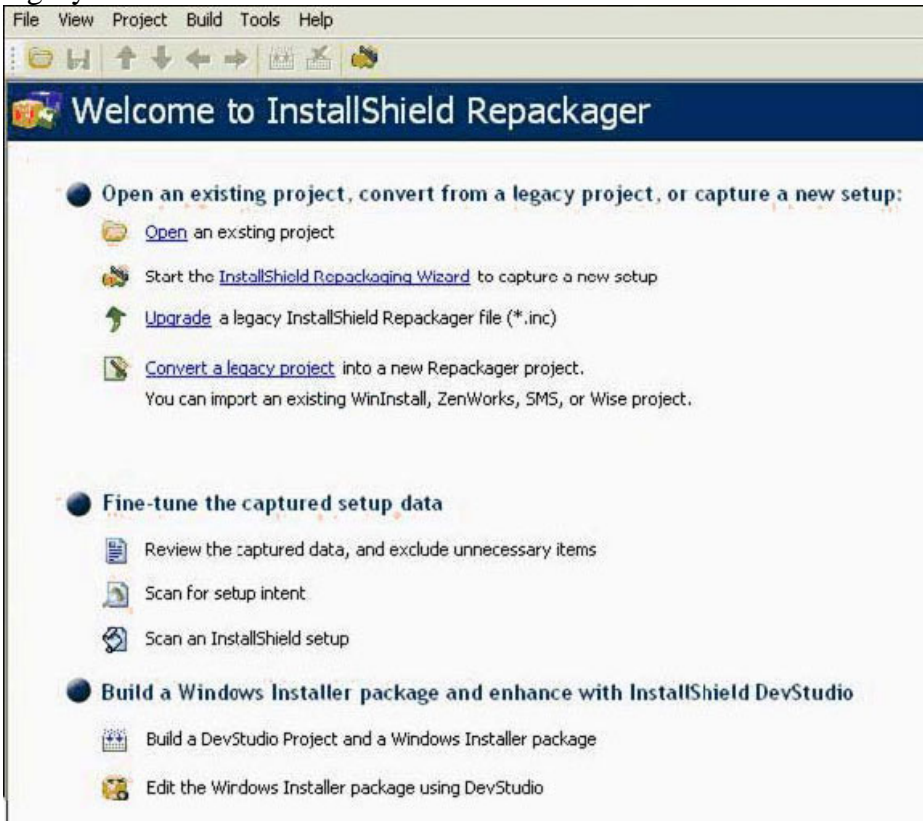 File View Project Build Tools Help
Welcome to InstallShield Repackager
Open an existing project, convert from a legacy project, or capture a new setup:
Open an existing project
Start the InstallShield Repackaging Wizard to capture a new setup
Upgrade a legacy InstallShield Repackager file (*.inc)
Convert a legacy project into a new Repackager project.
You can import an existing WinInstall, ZenWorks, SMS, or Wise project.
Fine-tune the captured setup data
Review the captured data, and exclude unnecessary items
Scan for setup intent
Scan an InstallShield setup
Build a Windows Installer package and enhance with InstallShield DevStudio
Build a DevStudio Project and a Windows Installer package
Edit the Windows Installer package using DevStudio